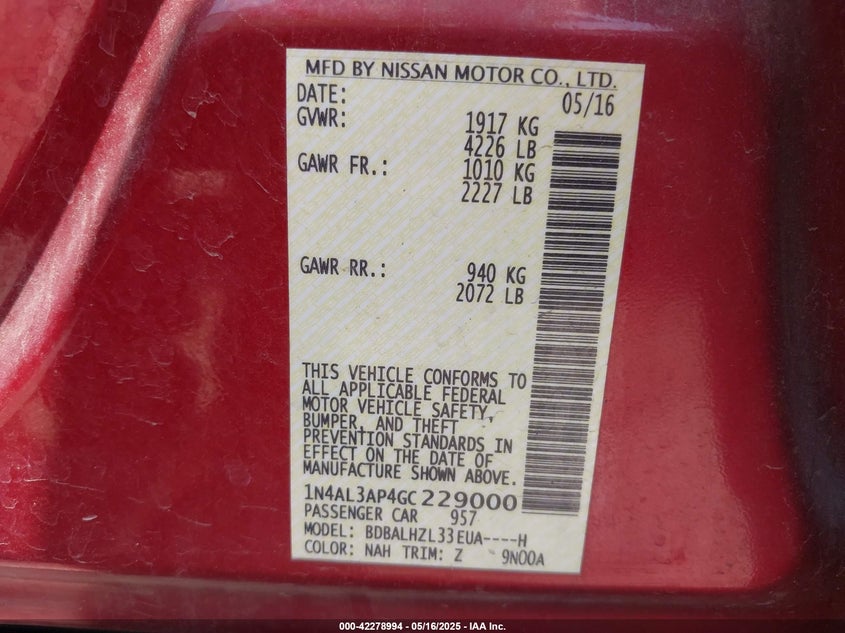 MFD BY NISSAN MOTOR CO., LTD.
DATE: 05/16
GVWR: 1917 KG
4226 LB
GAWR FR.: 1010 KG
2227 LB
GAWR RR.: 940 KG
2072 LB
THIS VEHICLE CONFORMS TO
ALL APPLICABLE FEDERAL
MOTOR VEHICLE SAFETY,
BUMPER, AND THEFT
PREVENTION STANDARDS IN
EFFECT ON THE DATE OF
MANUFACTURE SHOWN ABOVE.
1N4AL3AP4GC229000
PASSENGER CAR 957
MODEL: BDBALHZL33EUA----H
COLOR: NAH TRIM: Z 9N00A
000-42278994 - 05/16/2025 - IAA Inc.